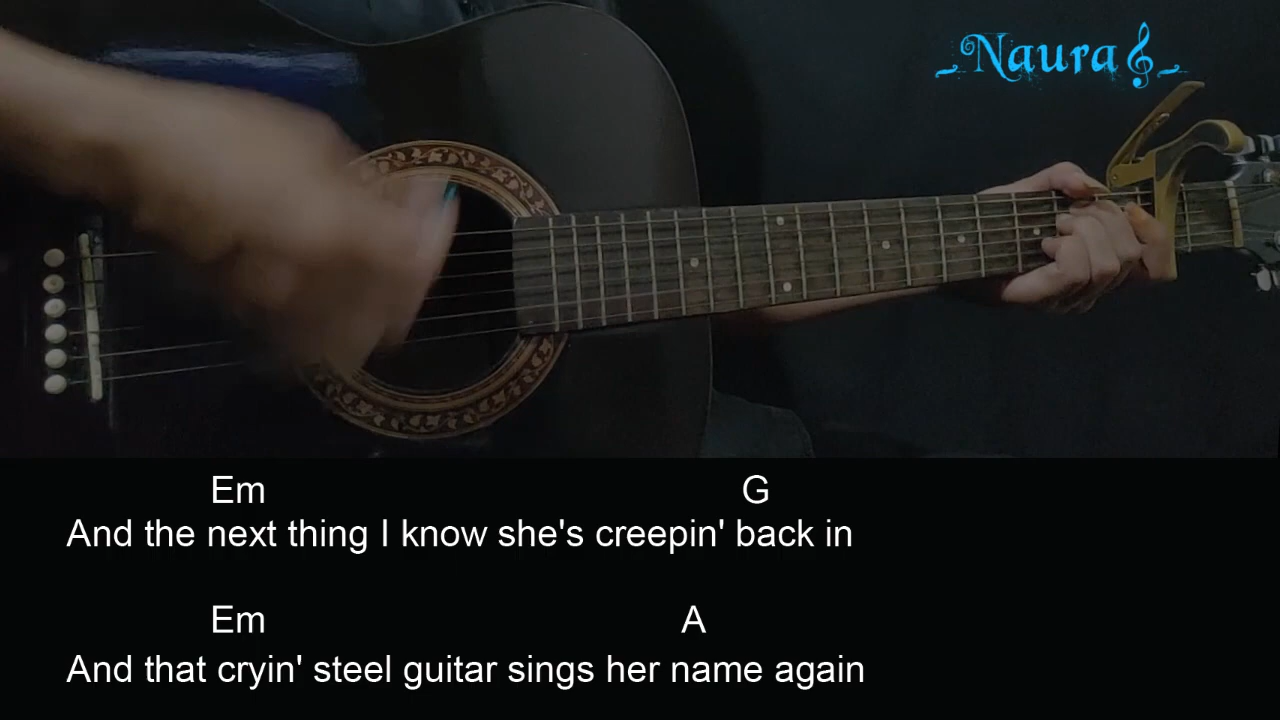 Naura
Em G
And the next thing I know she's creepin' back in
Em A
And that cryin' steel guitar sings her name again